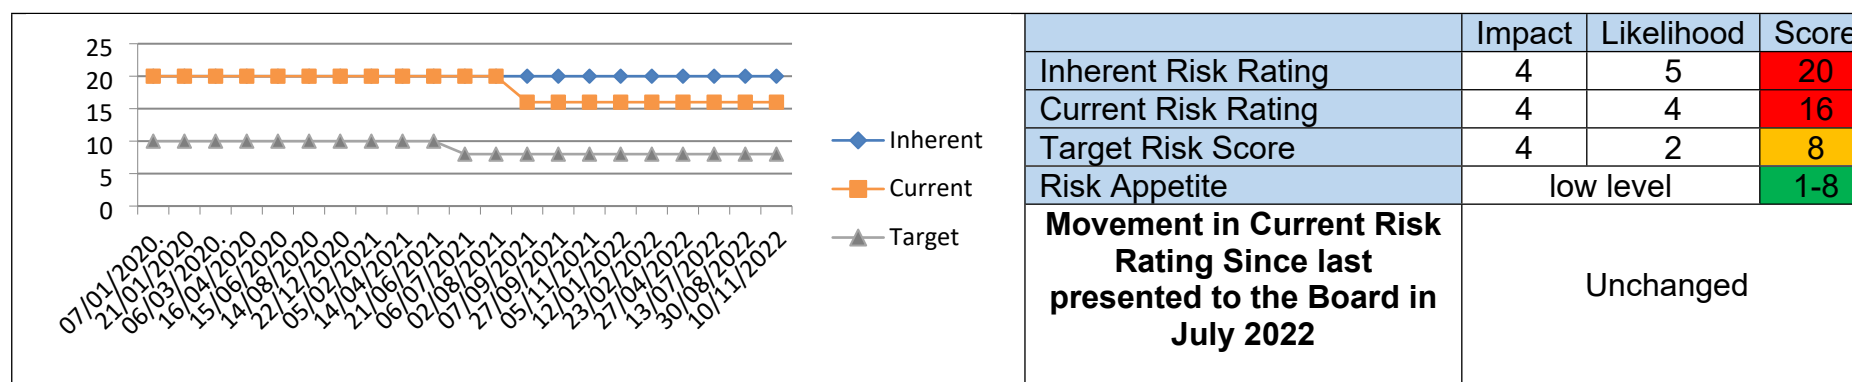 25
20
15
10
5
0
07/01/2020.
21/01/2020
06/03/2020.
16/04/2020
15/06/2020
14/08/2020
22/12/2020
05/02/2021
14/04/2021
21/06/2021
06/07/2021
02/08/2021
07/09/2021
27/09/2021
05/11/2021
12/01/2022
23/02/2022
27/04/2022
13/07/2022
30/08/2022
10/11/2022
Inherent
Current
Target
Impact Likelihood Score
Inherent Risk Rating 4 5 20
Current Risk Rating 4 4 16
Target Risk Score 4 2 8
Risk Appetite low level 1-8
Movement in Current Risk
Rating Since last
presented to the Board in
July 2022
Unchanged